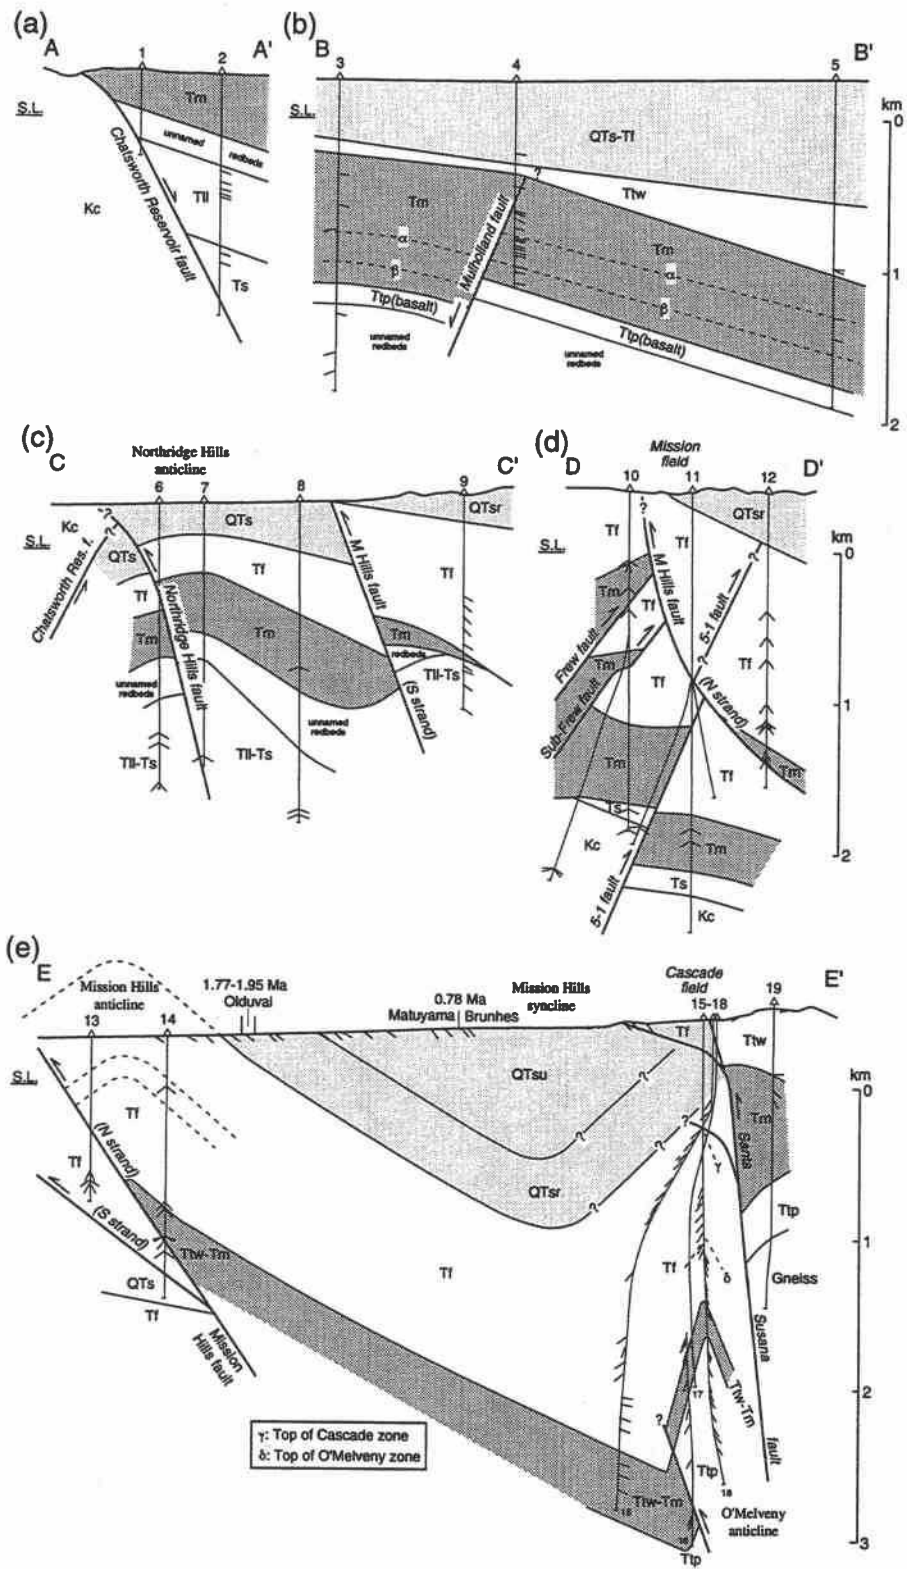 (a)
A
1
2
A'
S.L.
Tm
unnamed
redbeds
Chatsworth Reservoir fault
Kc
Tll
Ts
(b)
B
3
4
5
B'
S.L.
km
0
QTs-Tf
?
Ttw
Tm
Tm
α
α
β
β
Mulholland fault
1
Ttp(basalt)
Ttp(basalt)
unnamed
redbeds
unnamed
redbeds
2
(c)
C
Northridge Hills
anticline
6
7
8
9
C'
Kc
?
?
QTs
QTs
QTsr
S.L.
Chatsworth Res. f.
Tf
Tf
Tf
M Hills fault
Northridge Hills fault
Tm
Tm
Tm
redbeds
unnamed
redbeds
Tll-Ts
(S strand)
unnamed
redbeds
Tll-Ts
Tll-Ts
(d)
D
Mission
field
10
11
12
D'
km
?
Tf
Tf
QTsr
S.L.
0
M Hills fault
?
Tm
Tf
5-1 fault
Frew fault
Tm
Tf
?
Tf
(N strand)
Sub-Frew fault
1
Tm
Tf
Tm
Ts
Kc
Tm
2
5-1 fault
Ts
Kc
(e)
E
Mission Hills
anticline
1.77-1.95 Ma
Olduvai
0.78 Ma
Matuyama
Brunhes
Mission Hills
syncline
Cascade
field
15-18
19
E'
13
14
Tf
Ttw
S.L.
km
0
QTsu
?
?
Tf
Tm
(N strand)
Santa
?
?
γ
Tf
?
QTsr
?
(S strand)
Ttp
Ttw-Tm
1
Tf
Tf
δ
Gneiss
QTs
Tf
Susana
Mission
Hills fault
Ttw-Tm
17
2
?
fault
γ: Top of Cascade zone
δ: Top of O'Melveny zone
Ttp
Ttw-Tm
15
18
O'Melveny
anticline
16
3
Ttp